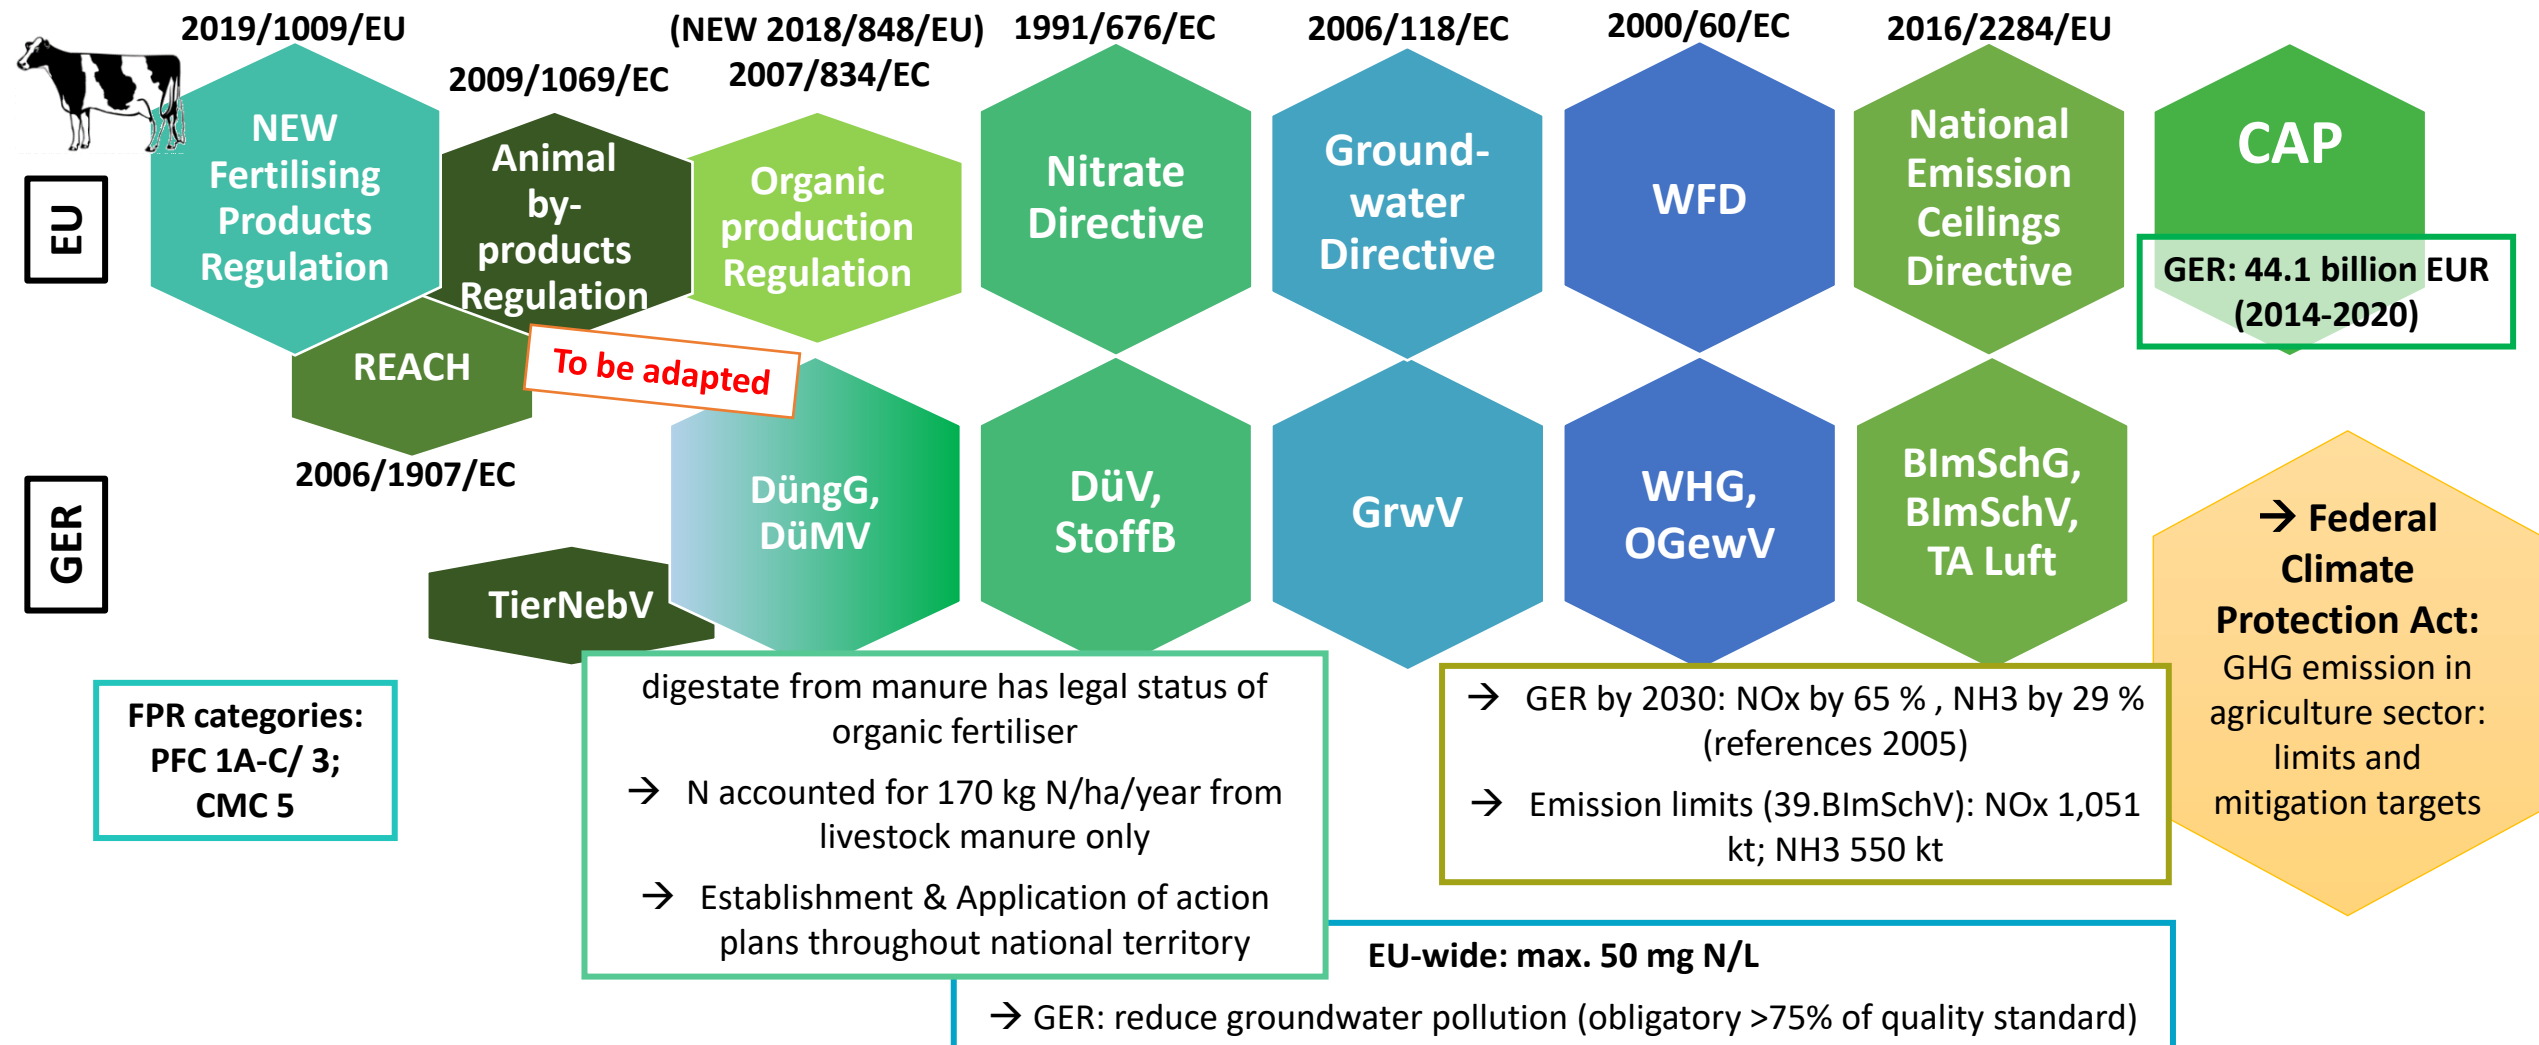 2019/1009/EU
2009/1069/EC
(NEW 2018/848/EU)
2007/834/EC
1991/676/EC
2006/118/EC
2000/60/EC
2016/2284/EU
EU
NEW
Fertilising
Products
Regulation
Animal
by-
products
Regulation
Organic
production
Regulation
Nitrate
Directive
Ground-
water
Directive
WFD
National
Emission
Ceilings
Directive
CAP
GER: 44.1 billion EUR
(2014-2020)
REACH
2006/1907/EC
To be adapted
GER
TierNebV
DüngG,
DüMV
DüV,
StoffB
GrwV
WHG,
OGewV
BImSchG,
BImSchV,
TA Luft
→ Federal
Climate
Protection Act:
GHG emission in
agriculture sector:
limits and
mitigation targets
FPR categories:
PFC 1A-C/ 3;
CMC 5
digestate from manure has legal status of
organic fertiliser
→ N accounted for 170 kg N/ha/year from
livestock manure only
→ Establishment & Application of action
plans throughout national territory
→ GER by 2030: NOx by 65 % , NH3 by 29 %
(references 2005)
→ Emission limits (39.BImSchV): NOx 1,051
kt; NH3 550 kt
EU-wide: max. 50 mg N/L
→ GER: reduce groundwater pollution (obligatory >75% of quality standard)